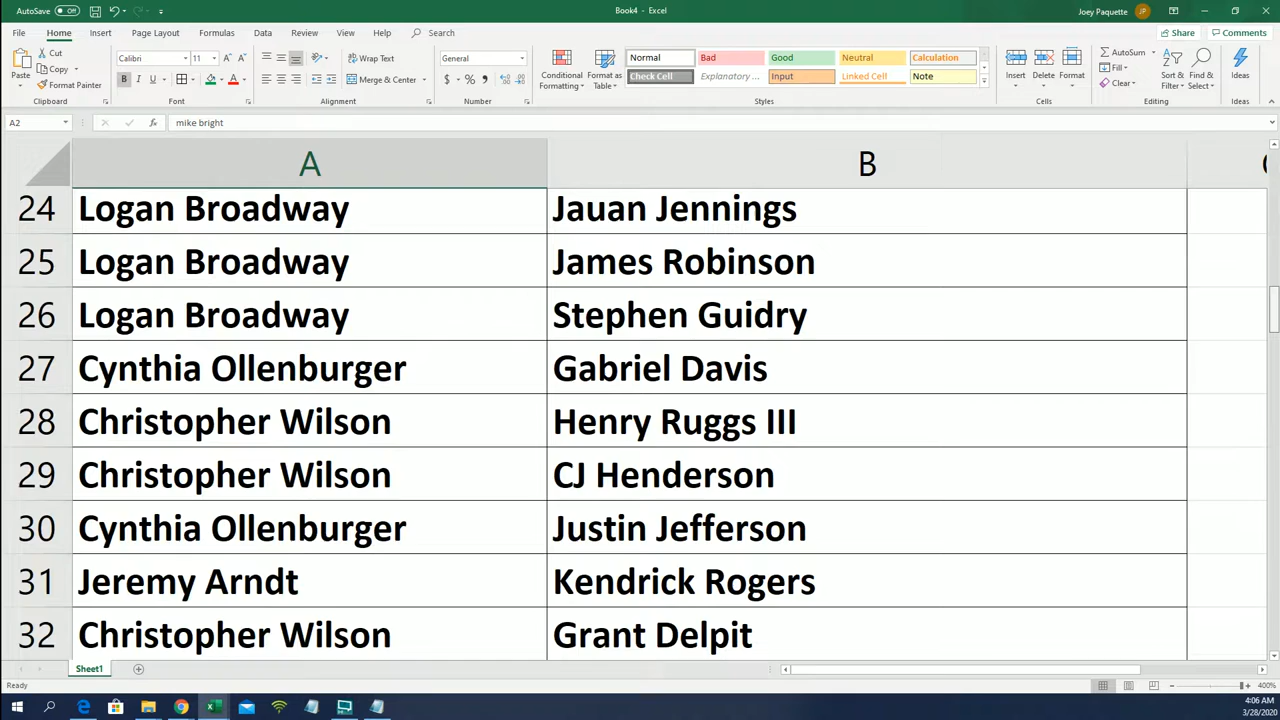 AutoSave Off Book4 - Excel Joey Paquette JP
File Home Insert Page Layout Formulas Data Review View Help Search Share Comments
Paste Cut Copy Format Painter Clipboard
Calibri 11 B I U A A A Font
Wrap Text Merge & Center Alignment
General $ % , Number
Conditional Formatting Format as Table
Normal Bad Good Neutral Calculation
Check Cell Explanatory ... Input Linked Cell Note
Styles
Insert Delete Format Cells
AutoSum Fill Clear Sort & Filter Find & Select Editing
Ideas Ideas
A2 fx mike bright
A B
24 Logan Broadway Jauan Jennings
25 Logan Broadway James Robinson
26 Logan Broadway Stephen Guidry
27 Cynthia Ollenburger Gabriel Davis
28 Christopher Wilson Henry Ruggs III
29 Christopher Wilson CJ Henderson
30 Cynthia Ollenburger Justin Jefferson
31 Jeremy Arndt Kendrick Rogers
32 Christopher Wilson Grant Delpit
Sheet1
Ready 400%
4:06 AM
3/28/2020